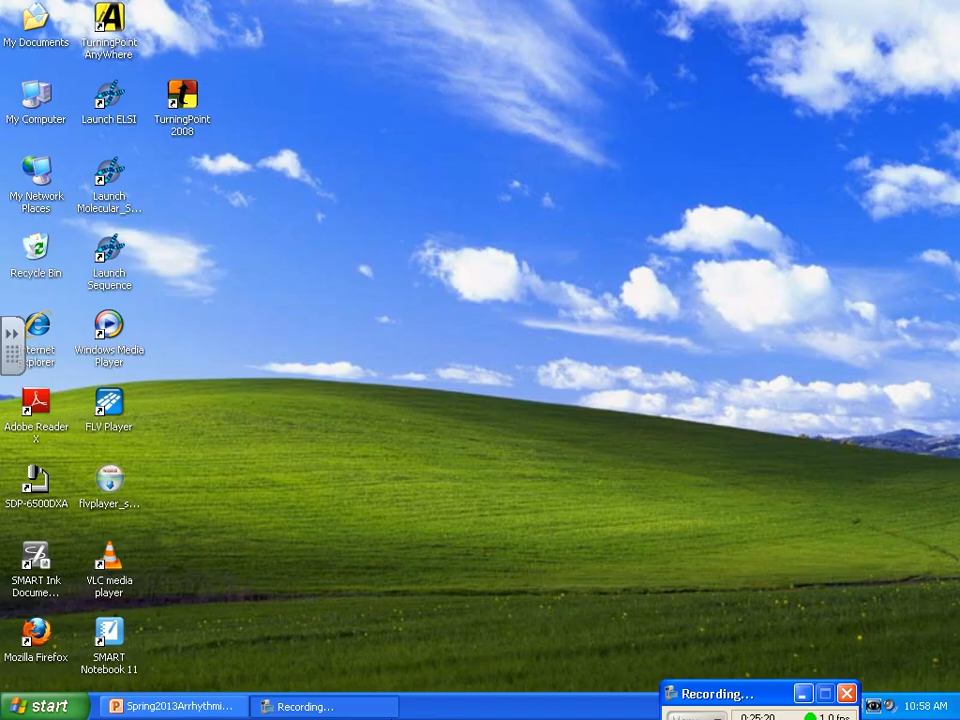 My Documents
TurningPoint
AnyWhere
My Computer
Launch ELSI
TurningPoint
2008
My Network
Places
Launch
Molecular_S...
Recycle Bin
Launch
Sequence
Internet
Explorer
Windows Media
Player
Adobe Reader
X
FLV Player
SDP-6500DXA
flvplayer_s...
SMART Ink
Docume...
VLC media
player
Mozilla Firefox
SMART
Notebook 11
Recording...
0:25:20
1.0 fps
start
Spring2013Arrhythmi...
Recording...
10:58 AM